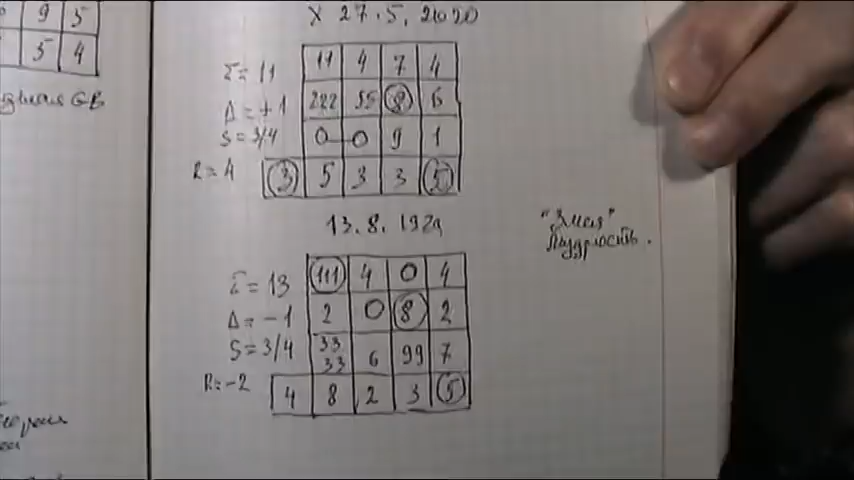 9 5
5 4
X 27.5.2020
Σ = 11 11 4 7 4
Δ = +1 222 55 8 6
S = 3/4 0 0 9 1
R = 4 3 5 3 3 5
13.8.1929
Σ = 13 111 4 0 4
Δ = -1 2 0 8 2
S = 3/4 33 33 6 99 7
R = -2 4 8 2 3 5
"Змея"
Мудрость.